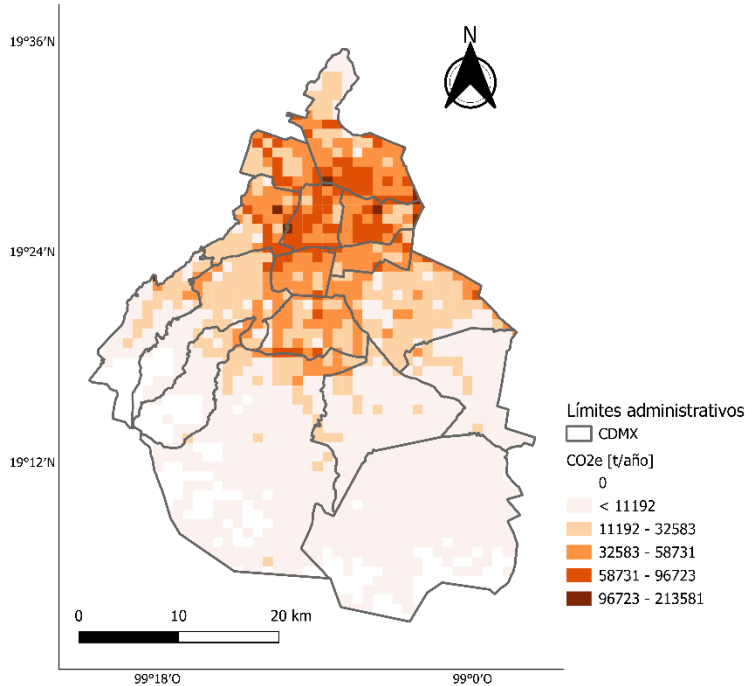 19°36′N
N
19°24′N
19°12′N
Límites administrativos
CDMX
CO2e [t/año]
0
< 11192
11192 - 32583
32583 - 58731
58731 - 96723
96723 - 213581
0 10 20 km
99°18′O 99°0′O